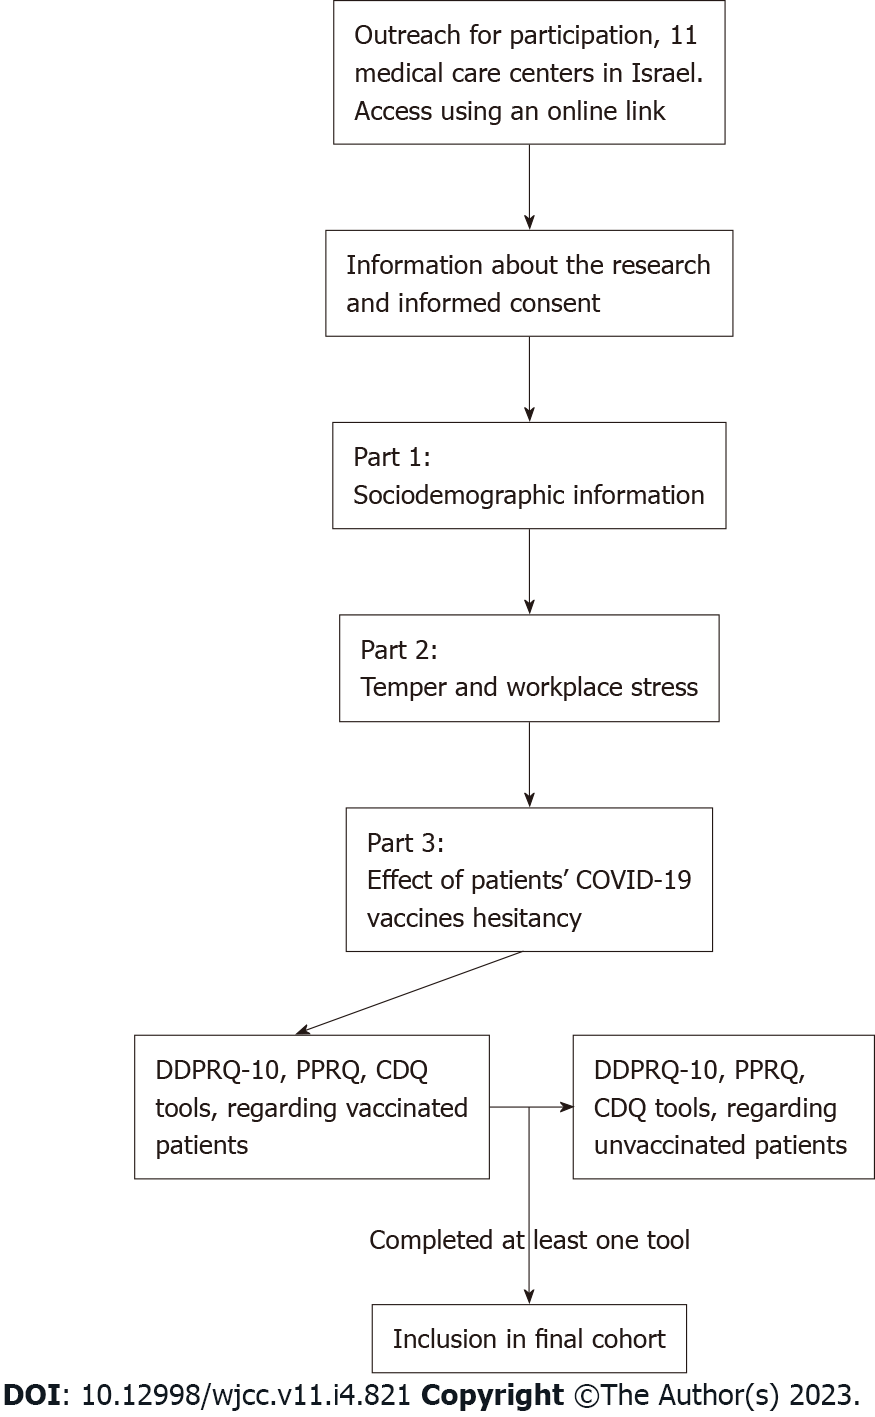 Outreach for participation, 11
medical care centers in Israel.
Access using an online link
Information about the research
and informed consent
Part 1:
Sociodemographic information
Part 2:
Temper and workplace stress
Part 3:
Effect of patients’ COVID-19
vaccines hesitancy
DDPRQ-10, PPRQ, CDQ
tools, regarding vaccinated
patients
DDPRQ-10, PPRQ,
CDQ tools, regarding
unvaccinated patients
Completed at least one tool
Inclusion in final cohort
DOI: 10.12998/wjcc.v11.i4.821 Copyright ©The Author(s) 2023.